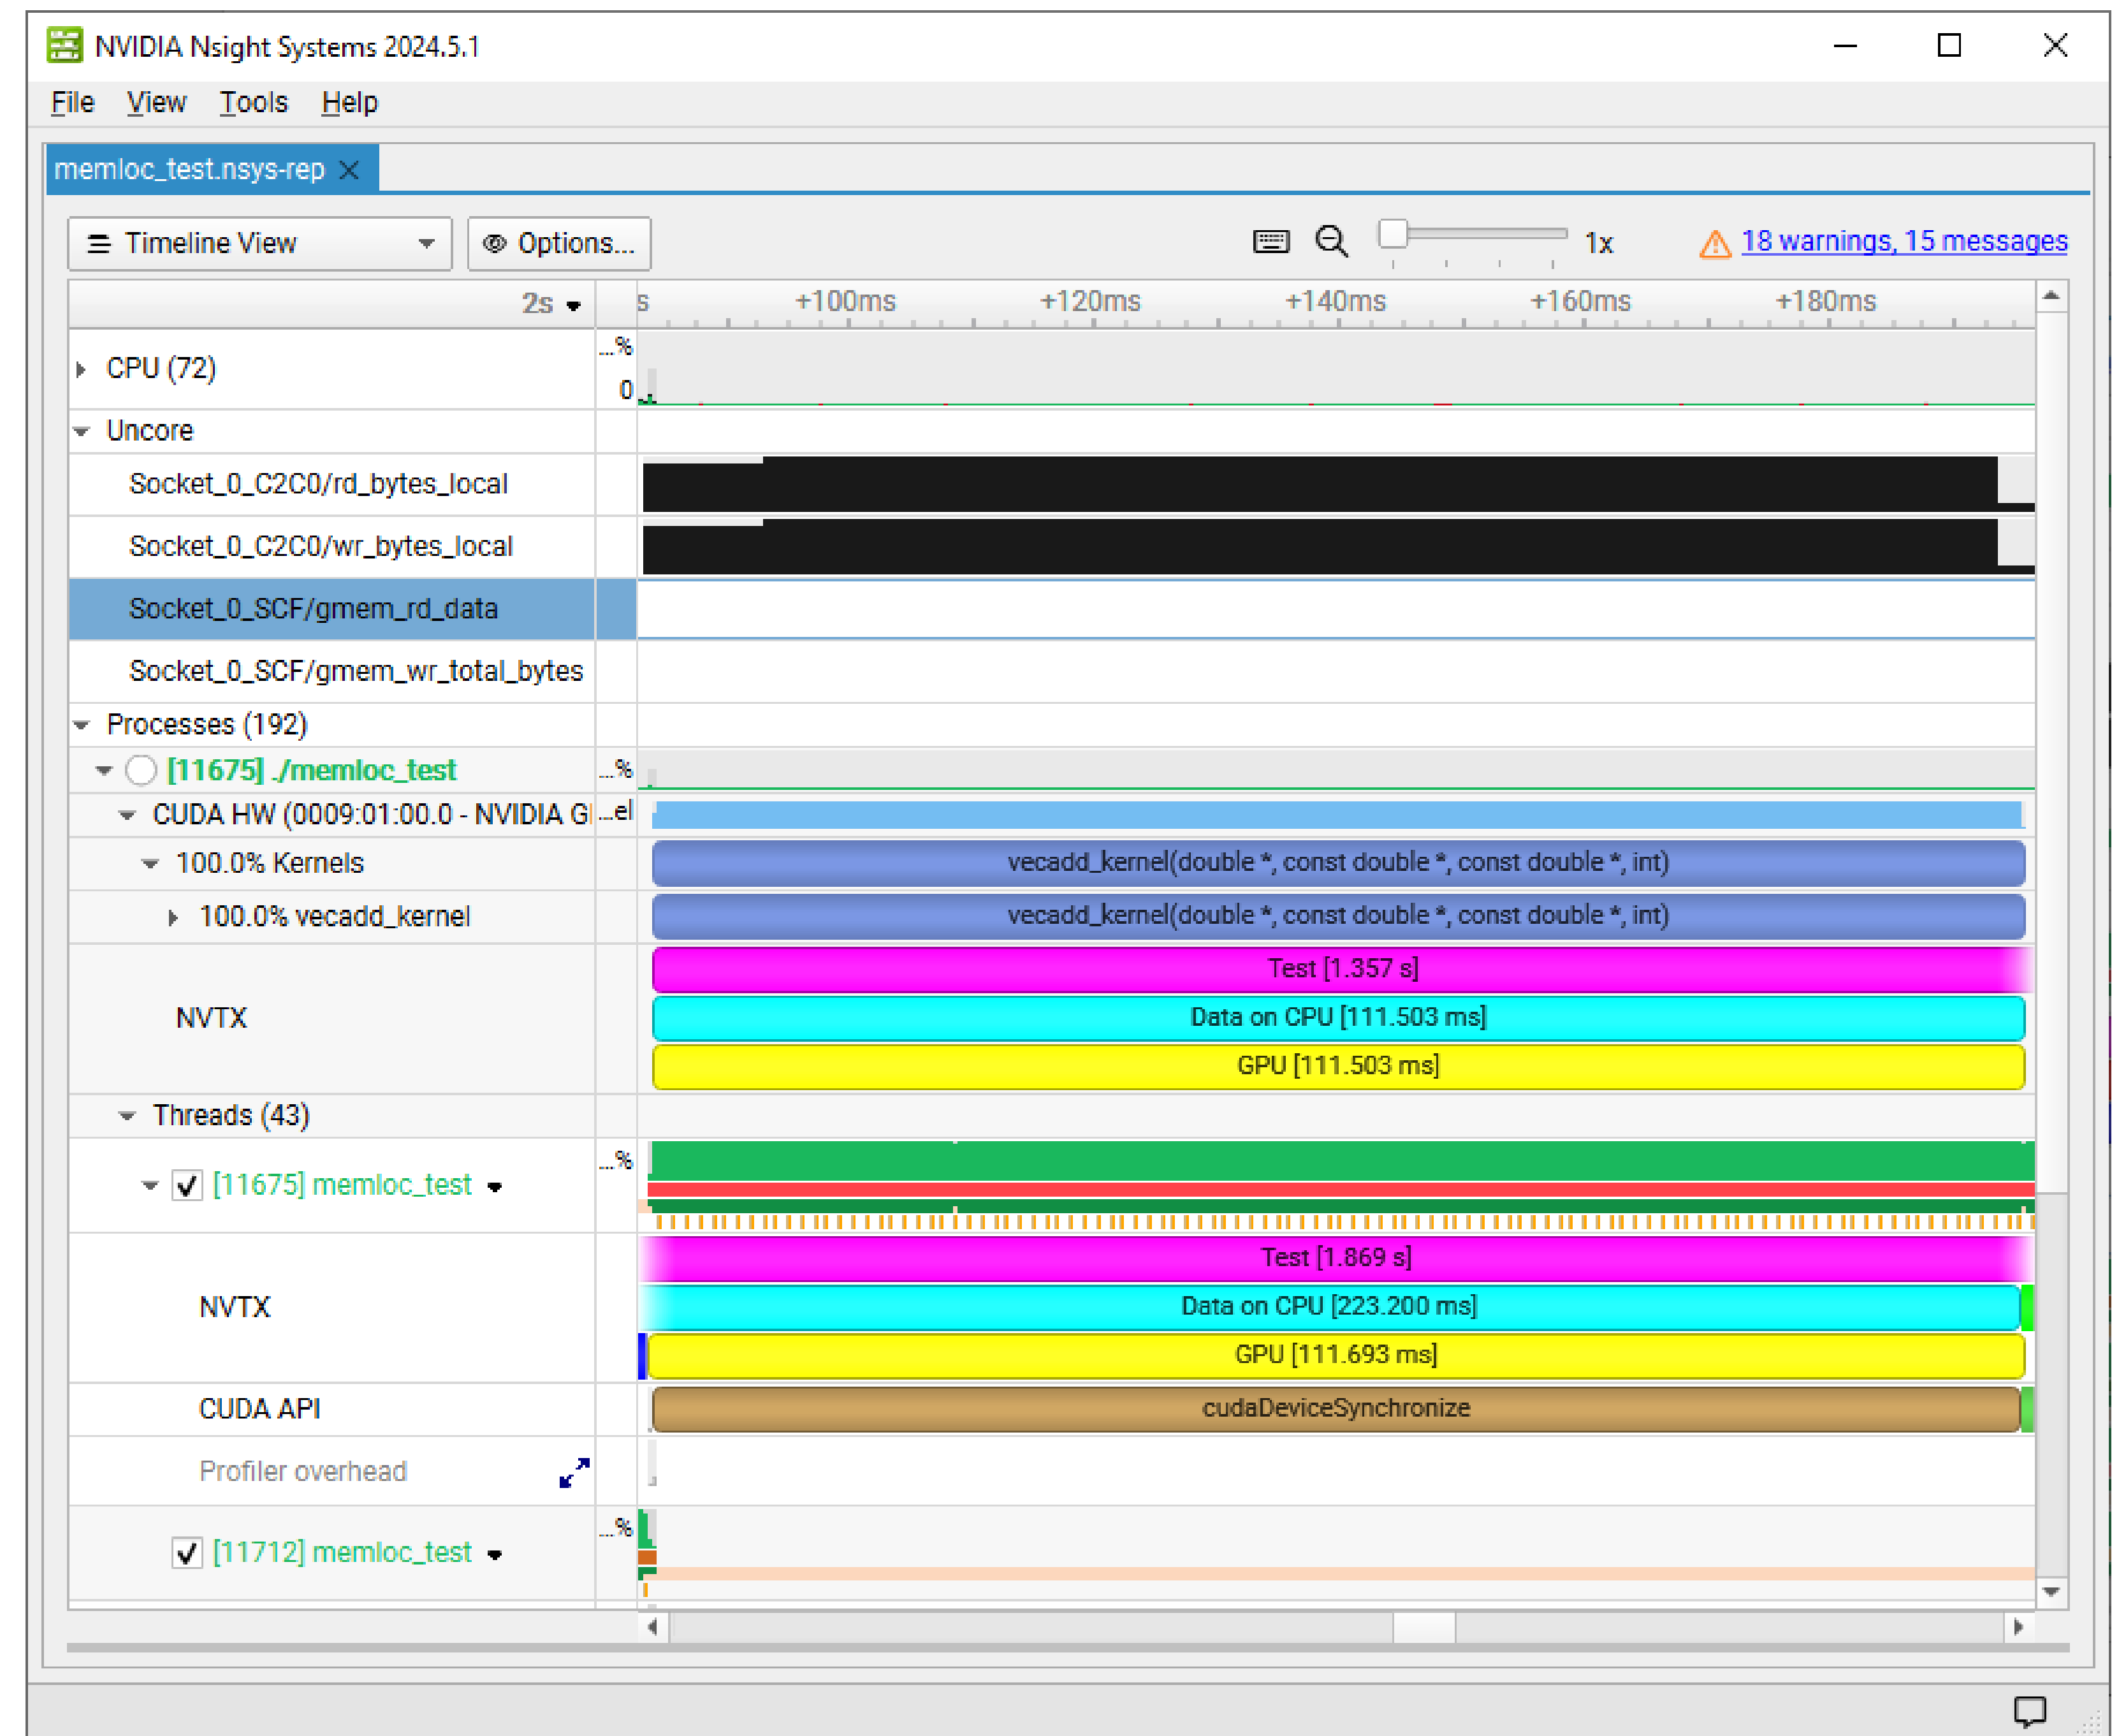 NVIDIA Nsight Systems 2024.5.1
File View Tools Help
memloc_test.nsys-rep
Timeline View Options... 1x 18 warnings, 15 messages
2s s +100ms +120ms +140ms +160ms +180ms
CPU (72) ...% 0
Uncore
Socket_0_C2C0/rd_bytes_local
Socket_0_C2C0/wr_bytes_local
Socket_0_SCF/gmem_rd_data
Socket_0_SCF/gmem_wr_total_bytes
Processes (192)
[11675] ./memloc_test ...%
CUDA HW (0009:01:00.0 - NVIDIA G ...el
100.0% Kernels vecadd_kernel(double *, const double *, const double *, int)
100.0% vecadd_kernel vecadd_kernel(double *, const double *, const double *, int)
Test [1.357 s]
NVTX Data on CPU [111.503 ms]
GPU [111.503 ms]
Threads (43)
[11675] memloc_test ...%
Test [1.869 s]
NVTX Data on CPU [223.200 ms]
GPU [111.693 ms]
CUDA API cudaDeviceSynchronize
Profiler overhead
[11712] memloc_test ...%